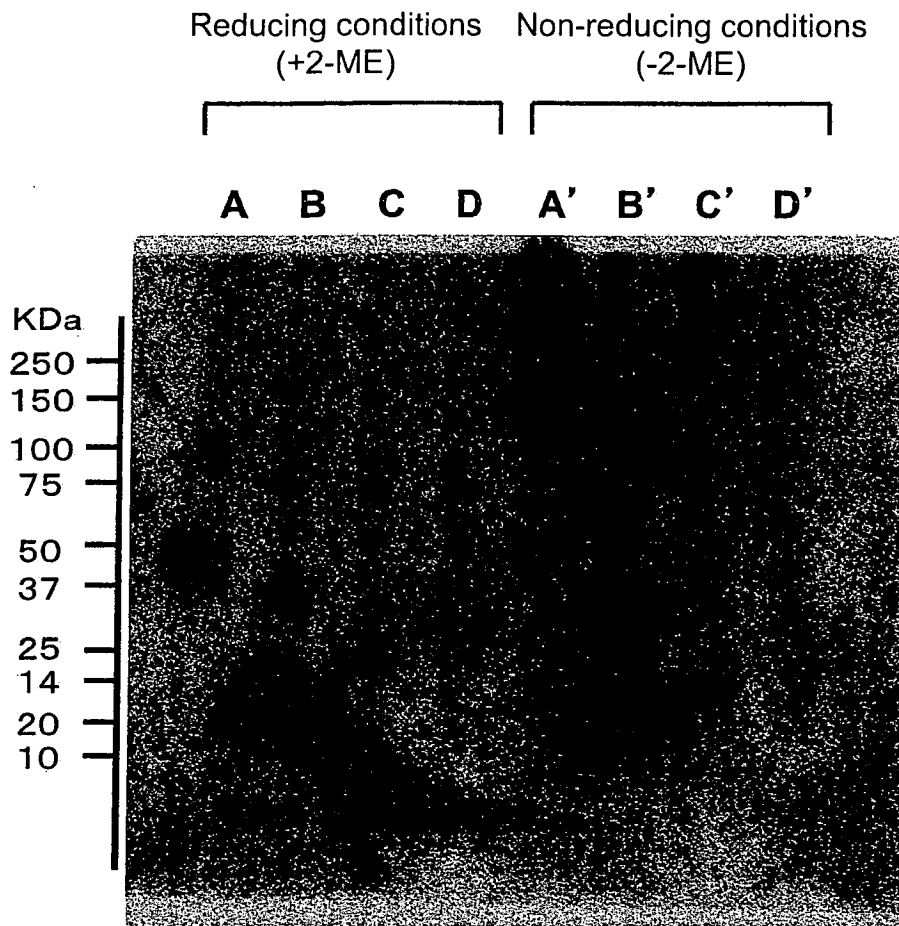 Reducing conditions Non-reducing conditions
(+2-ME) (-2-ME)
A B C D A' B' C' D'
KDa
250
150
100
75
50
37
25
14
20
10